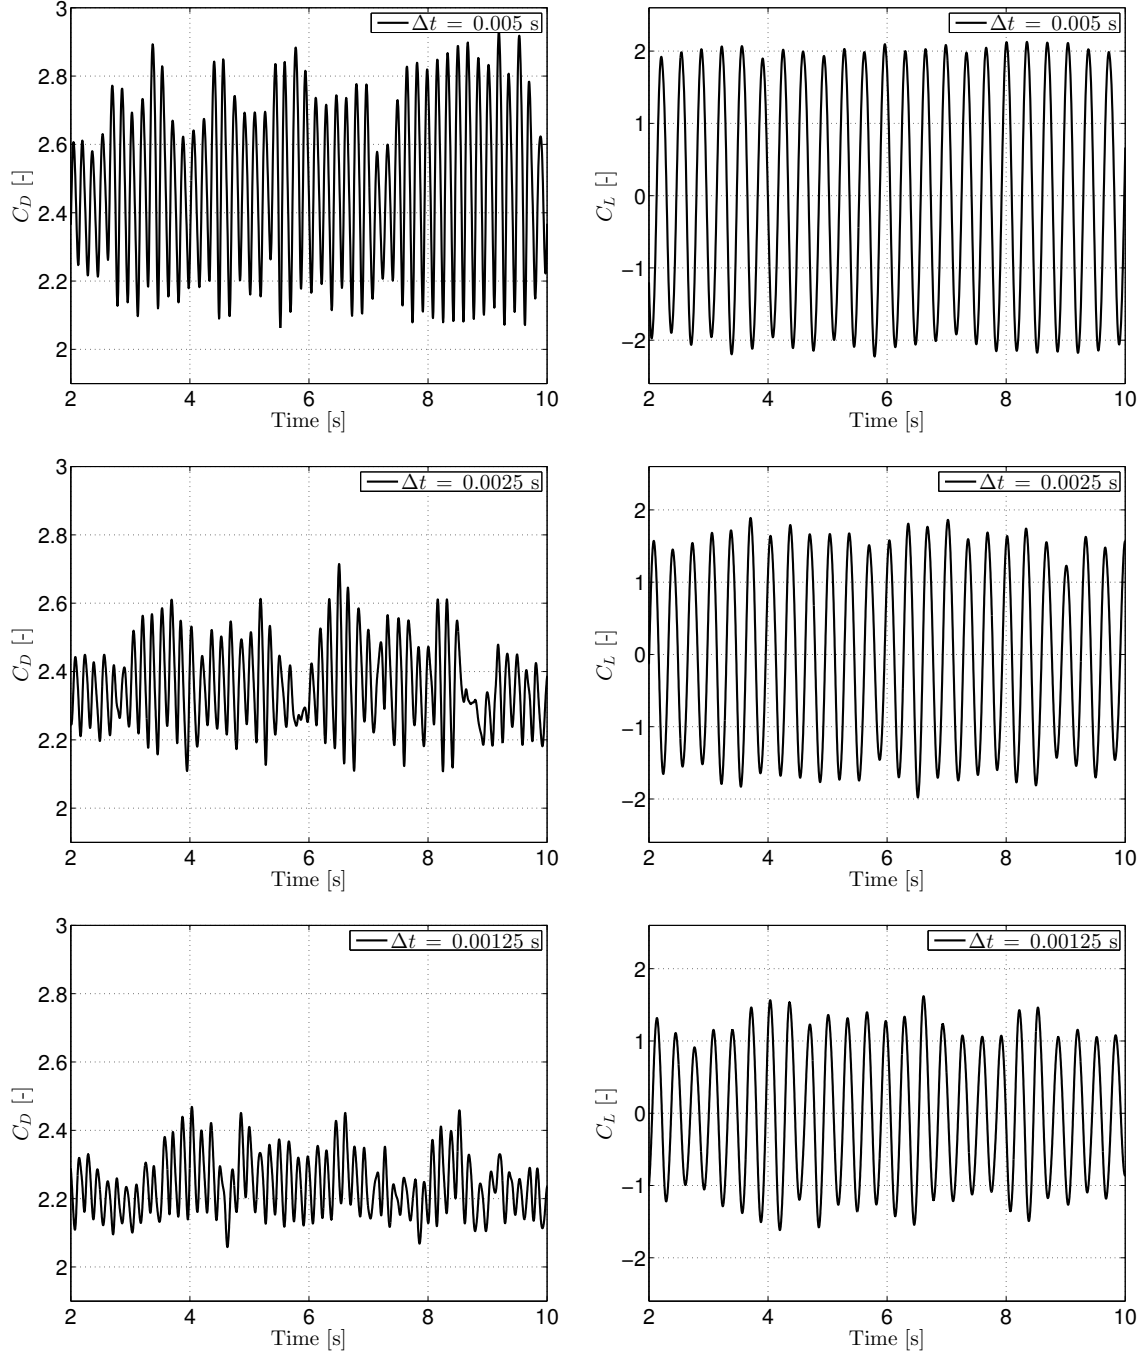 3
2.8
2.6
2.4
2.2
2
C_D [-]
2 4 6 8 10
Time [s]
Δt = 0.005 s
2
1
0
−1
−2
C_L [-]
2 4 6 8 10
Time [s]
Δt = 0.005 s
3
2.8
2.6
2.4
2.2
2
C_D [-]
2 4 6 8 10
Time [s]
Δt = 0.0025 s
2
1
0
−1
−2
C_L [-]
2 4 6 8 10
Time [s]
Δt = 0.0025 s
3
2.8
2.6
2.4
2.2
2
C_D [-]
2 4 6 8 10
Time [s]
Δt = 0.00125 s
2
1
0
−1
−2
C_L [-]
2 4 6 8 10
Time [s]
Δt = 0.00125 s